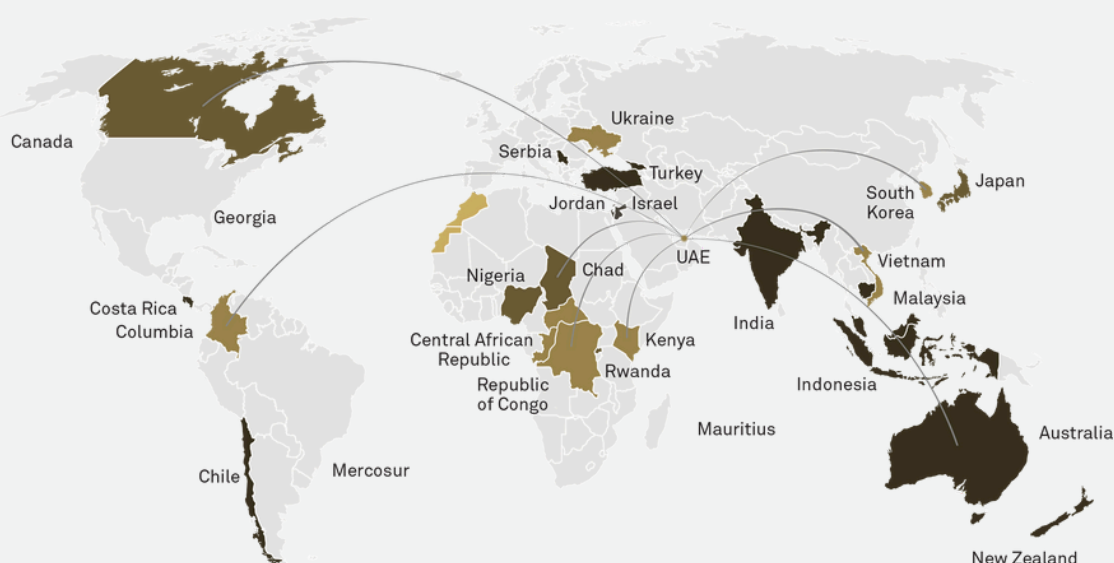 Canada
Georgia
Costa Rica
Columbia
Chile
Mercosur
Ukraine
Serbia
Turkey
Jordan
Israel
UAE
Nigeria
Chad
Central African
Republic
Republic
of Congo
Kenya
Rwanda
Mauritius
India
South
Korea
Japan
Vietnam
Malaysia
Indonesia
Australia
New Zealand